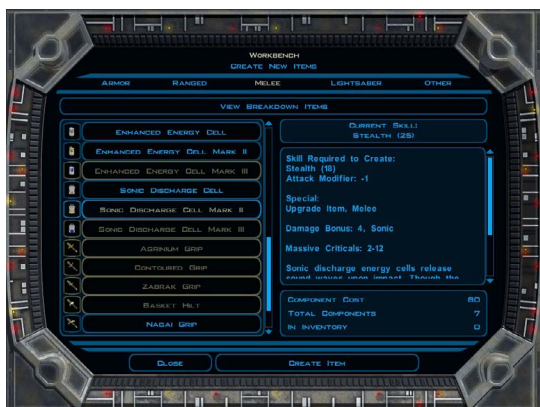 WORKBENCH
CREATE NEW ITEMS
ARMOR RANGED MELEE LIGHTSABER OTHER
VIEW BREAKDOWN ITEMS
ENHANCED ENERGY CELL
ENHANCED ENERGY CELL MARK II
ENHANCED ENERGY CELL MARK III
SONIC DISCHARGE CELL
SONIC DISCHARGE CELL MARK II
SONIC DISCHARGE CELL MARK III
AGRINIUM GRIP
CONTOURED GRIP
ZABRAK GRIP
BASKET HILT
NAGAI GRIP
CURRENT SKILL:
STEALTH (25)
Skill Required to Create:
Stealth (18)
Attack Modifier: -1
Special:
Upgrade Item, Melee
Damage Bonus: 4, Sonic
Massive Criticals: 2-12
Sonic discharge energy cells release
sound waves upon impact. Though the
COMPONENT COST 80
TOTAL COMPONENTS 7
IN INVENTORY 0
CLOSE
CREATE ITEM